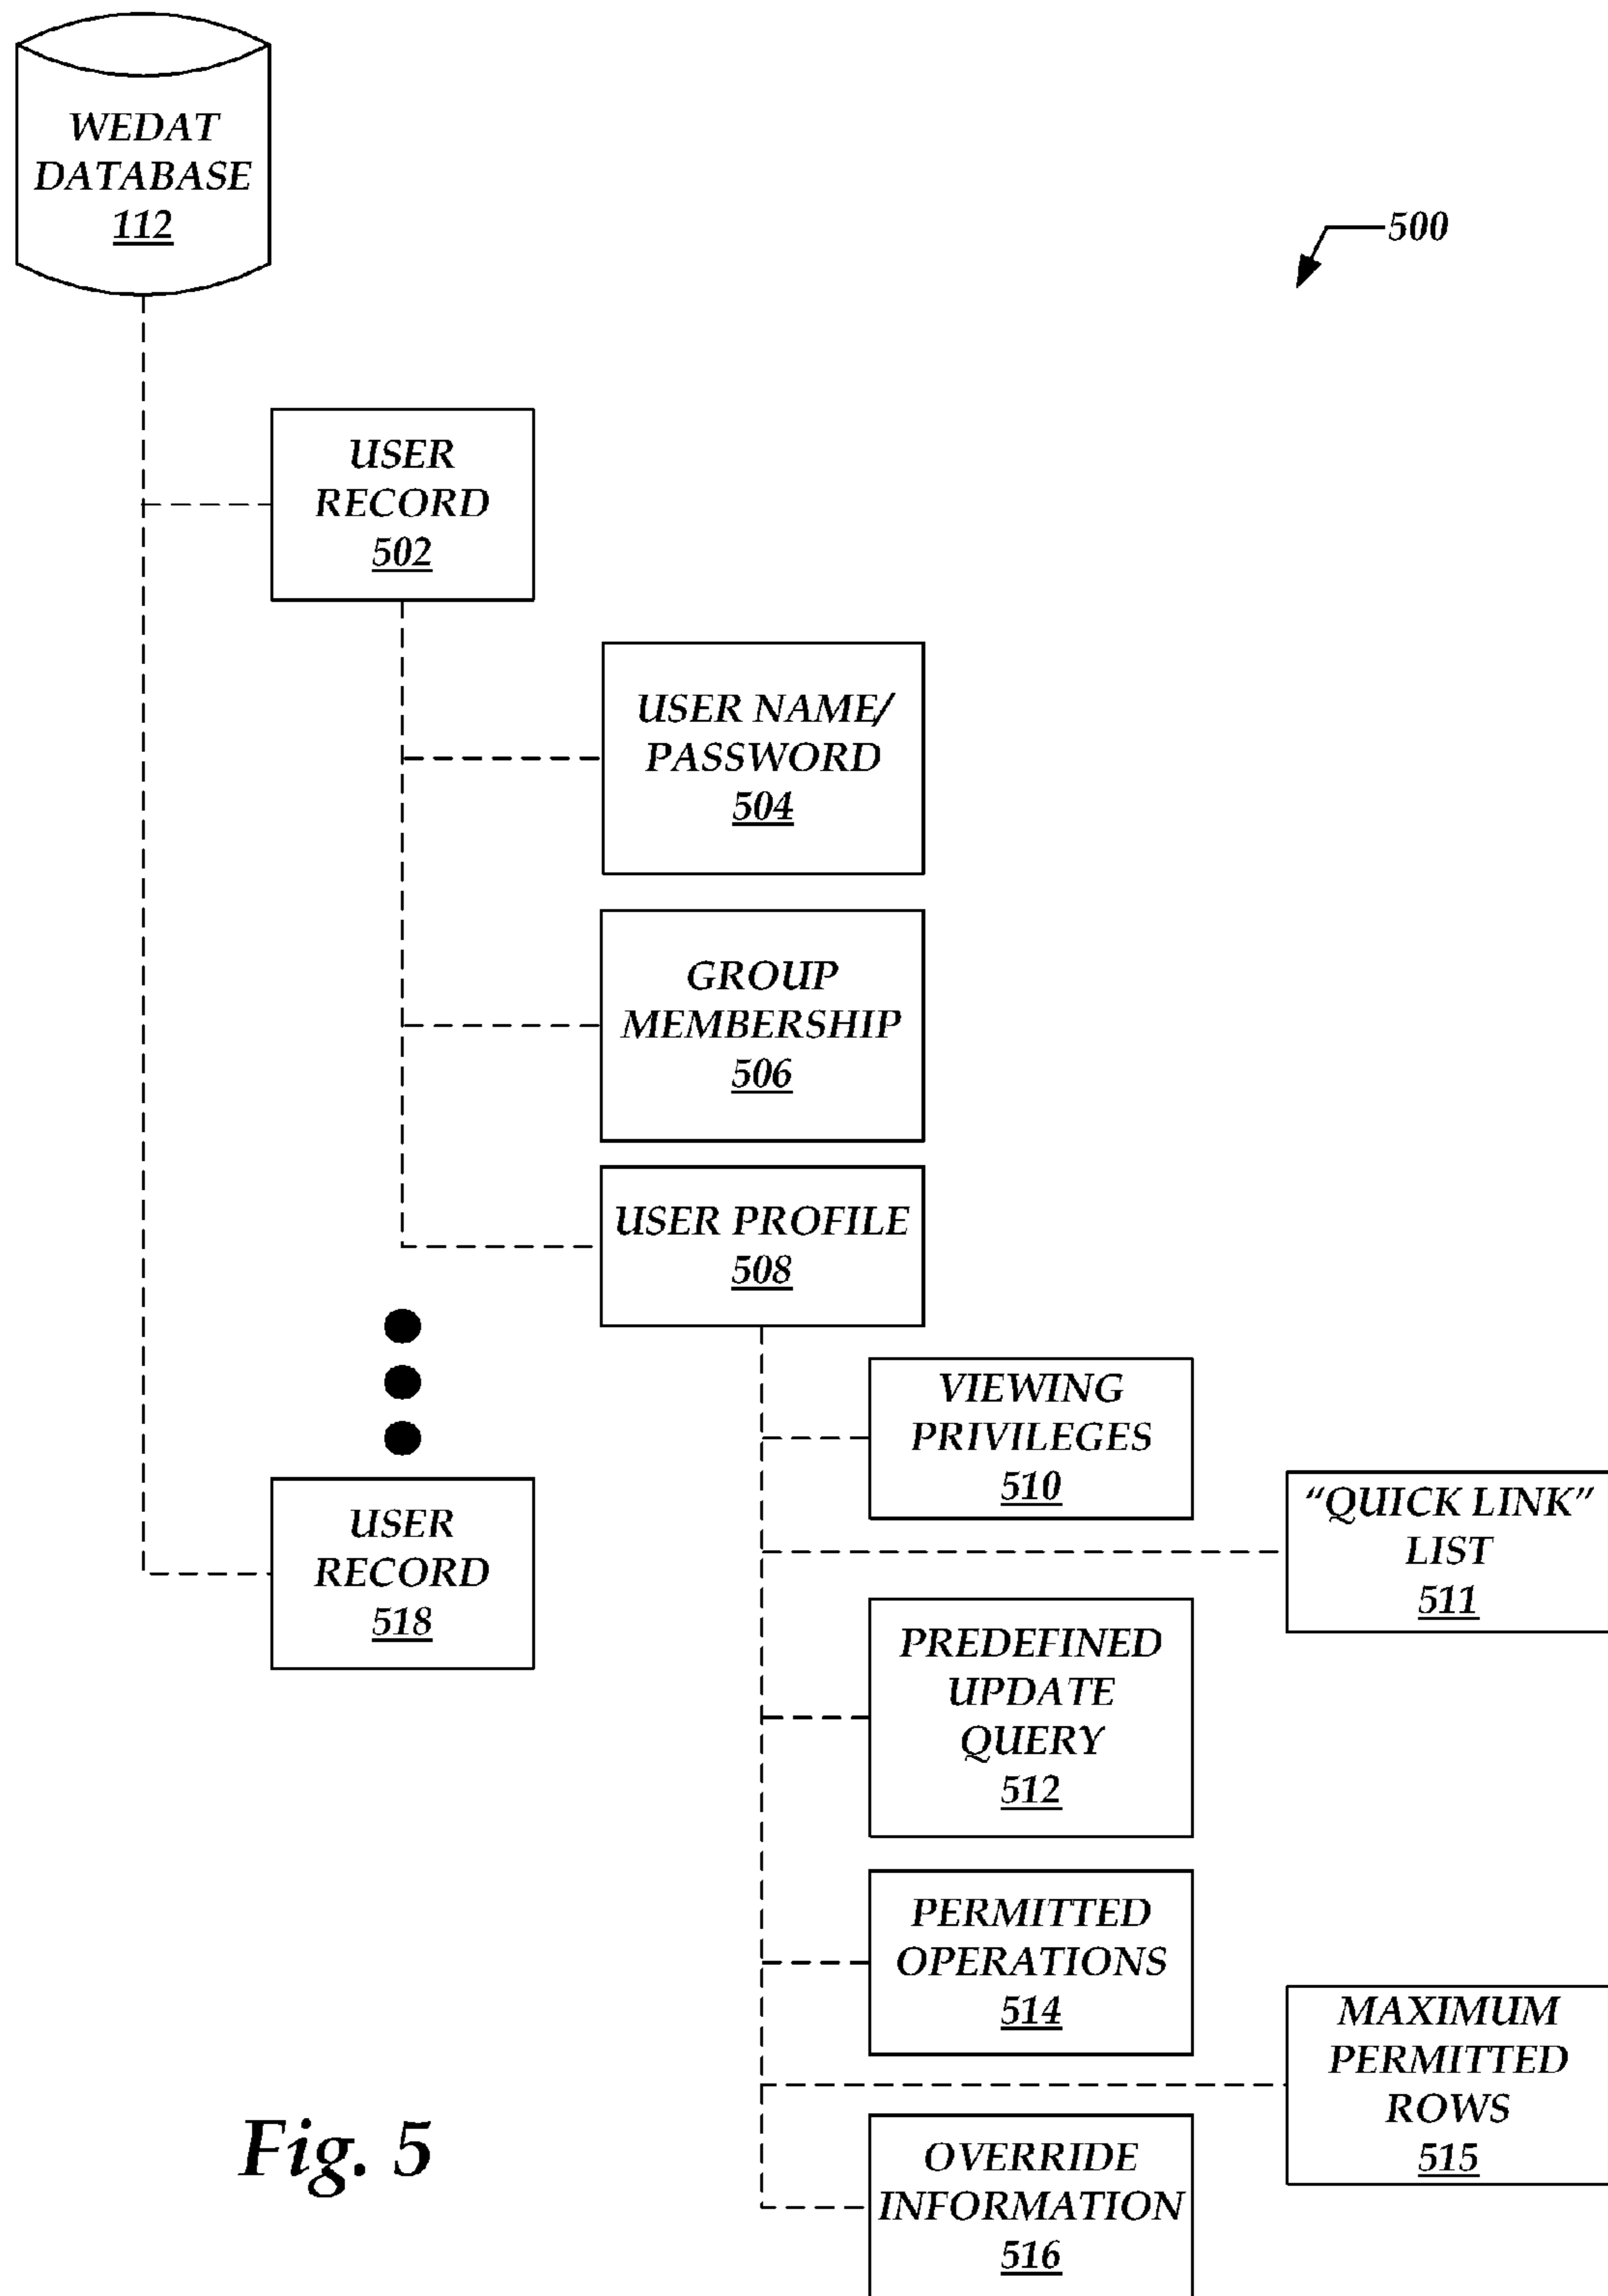 WEDAT
DATABASE
112
500
USER
RECORD
502
USER NAME/
PASSWORD
504
GROUP
MEMBERSHIP
506
USER PROFILE
508
VIEWING
PRIVILEGES
510
“QUICK LINK”
LIST
511
USER
RECORD
518
PREDEFINED
UPDATE
QUERY
512
PERMITTED
OPERATIONS
514
MAXIMUM
PERMITTED
ROWS
515
OVERRIDE
INFORMATION
516
Fig. 5